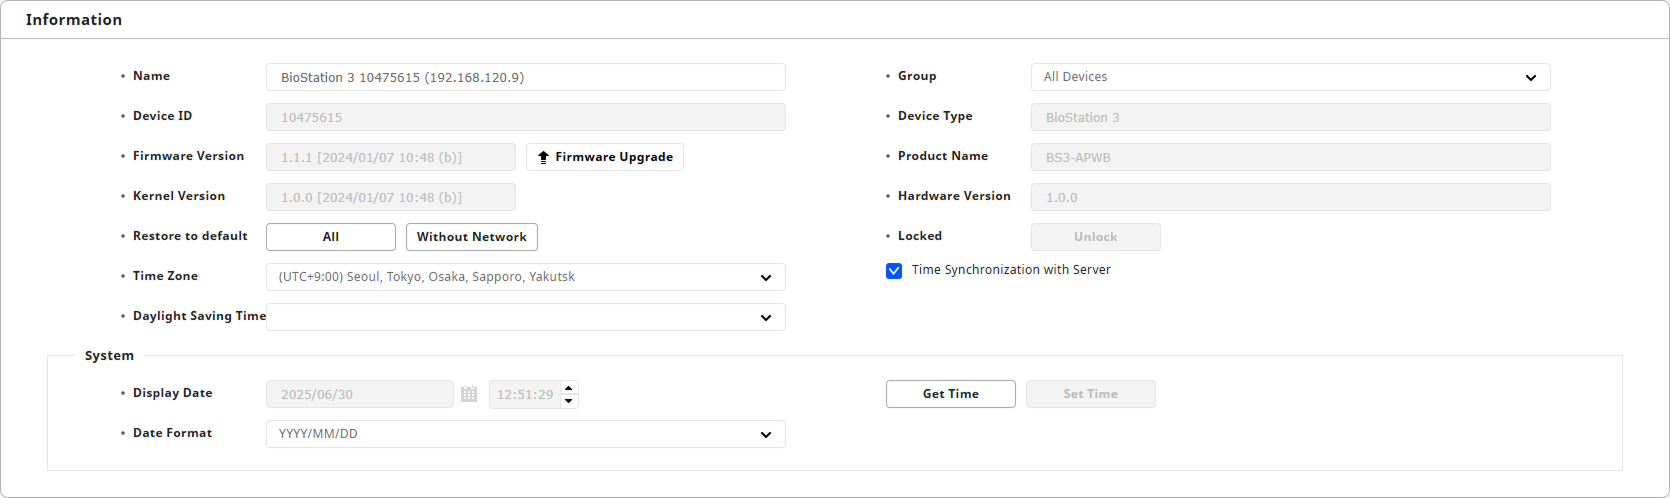 Information
Name BioStation 3 10475615 (192.168.120.9) Group All Devices
Device ID 10475615 Device Type BioStation 3
Firmware Version 1.1.1 [2024/01/07 10:48 (b)] Firmware Upgrade Product Name BS3-APWB
Kernel Version 1.0.0 [2024/01/07 10:48 (b)] Hardware Version 1.0.0
Restore to default All Without Network Locked Unlock
Time Zone (UTC+9:00) Seoul, Tokyo, Osaka, Sapporo, Yakutsk Time Synchronization with Server
Daylight Saving Time
System
Display Date 2025/06/30 12:51:29 Get Time Set Time
Date Format YYYY/MM/DD